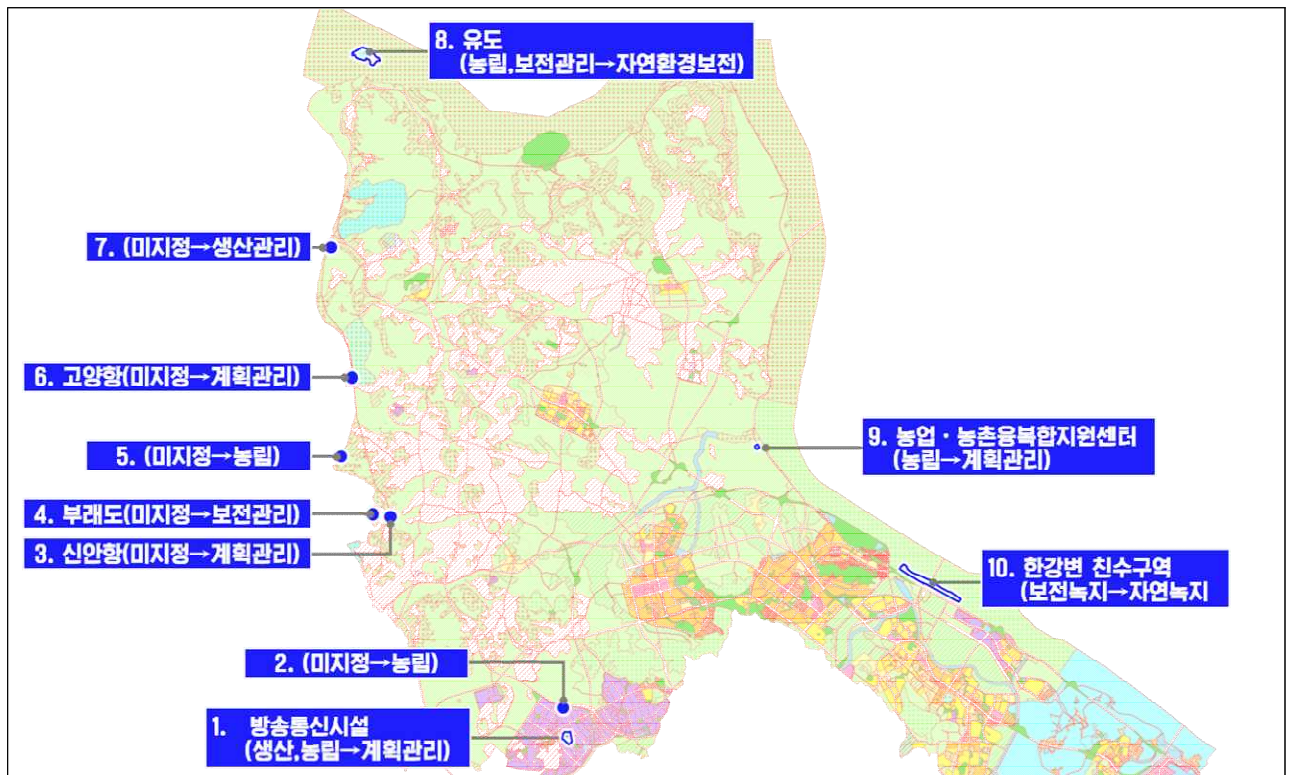 8. 유도
(농림,보전관리→자연환경보전)
7. (미지정→생산관리)
6. 고양항(미지정→계획관리)
5. (미지정→농림)
4. 부래도(미지정→보전관리)
3. 신안항(미지정→계획관리)
9. 농업·농촌융복합지원센터
(농림→계획관리)
10. 한강변 친수구역
(보전녹지→자연녹지
2. (미지정→농림)
1. 방송통신시설
(생산,농림→계획관리)